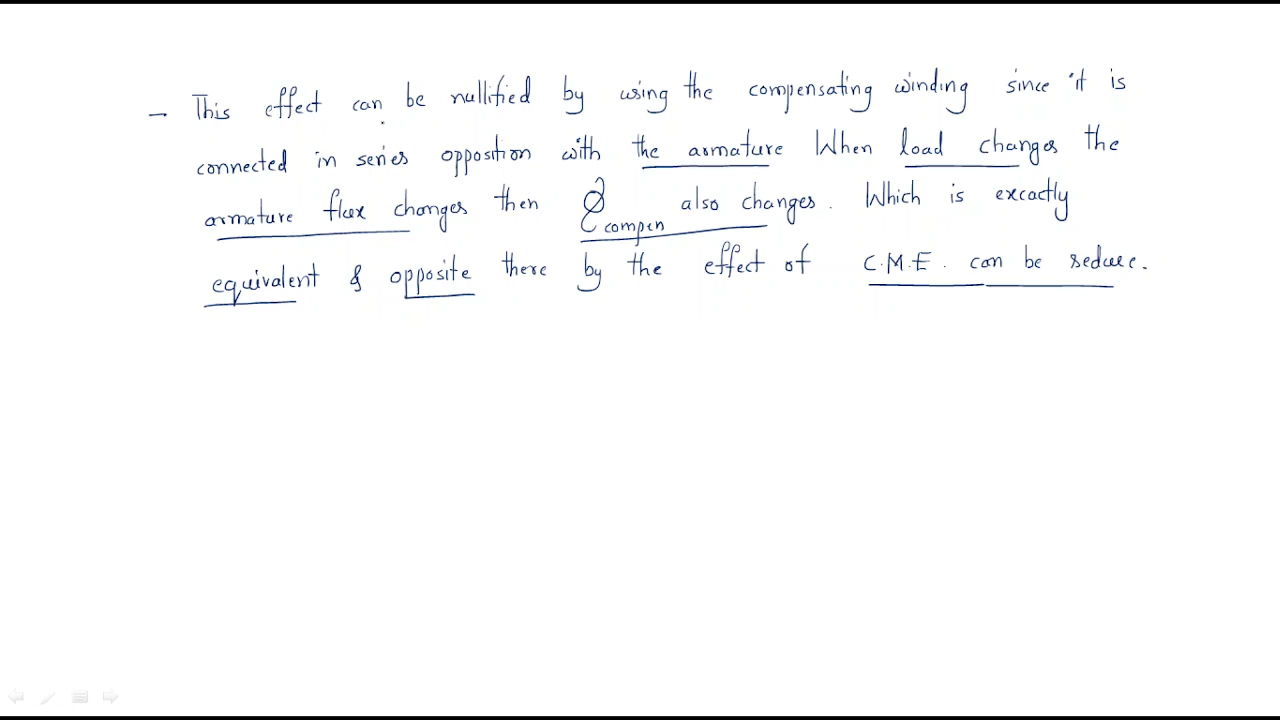 – This effect can be nullified by using the compensating winding since it is
connected in series opposition with the armature When load changes the
armature flux changes then Ø compen also changes. Which is excactly
equivalent & opposite there by the effect of C.M.E. can be reduce.